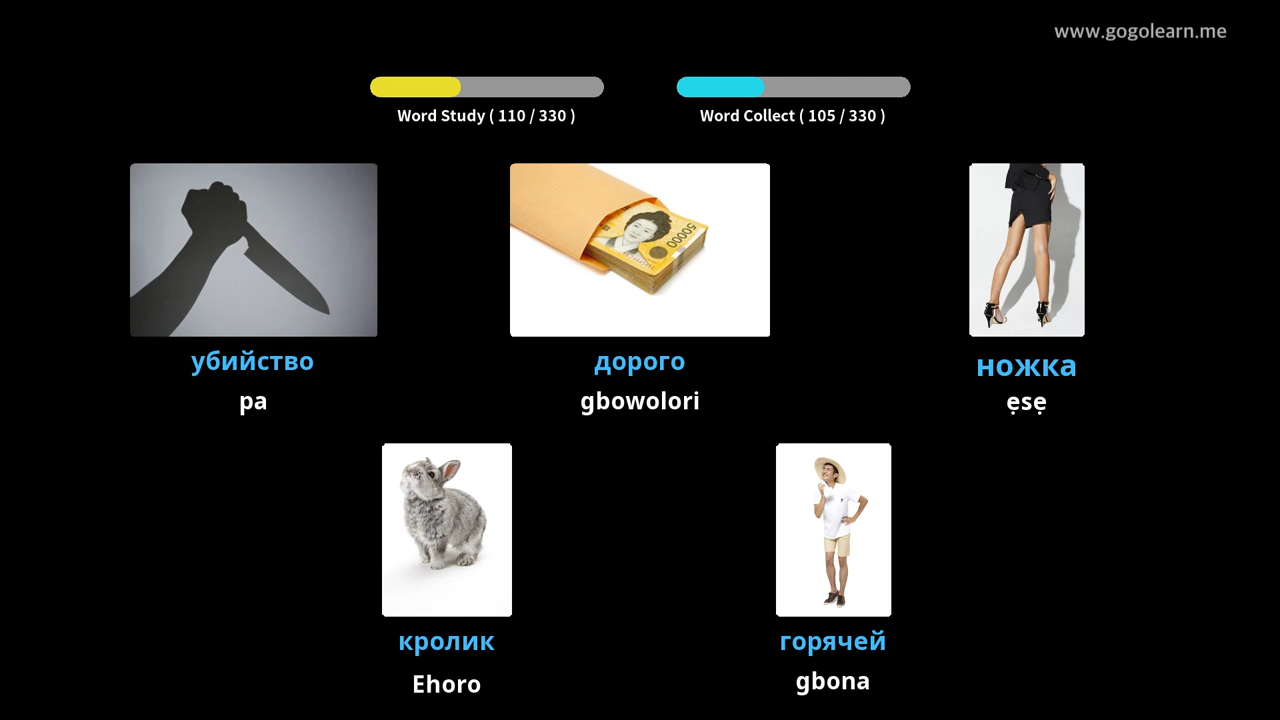 www.gogolearn.me
Word Study ( 110 / 330 )
Word Collect ( 105 / 330 )
50000
убийство
дорого
ножка
pa
gbowolori
ẹsẹ
кролик
горячей
Ehoro
gbona